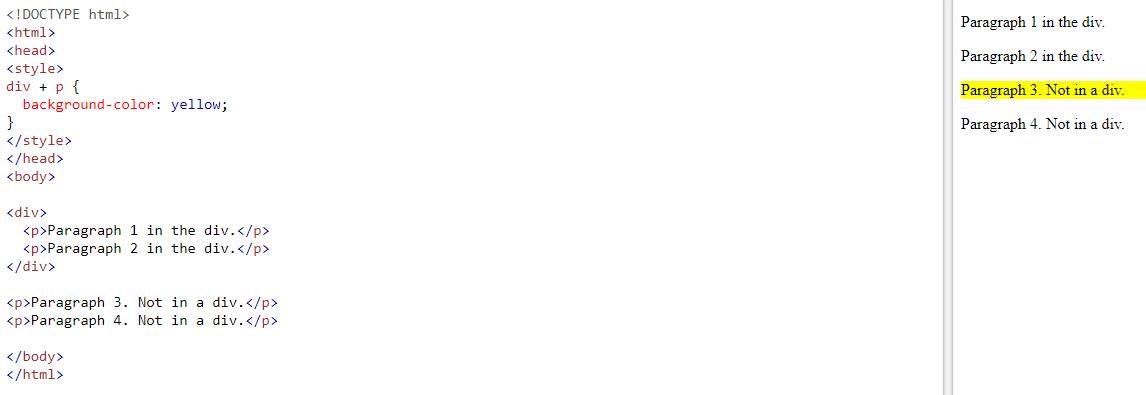 <!DOCTYPE html>
<html>
<head>
<style>
div + p {
  background-color: yellow;
}
</style>
</head>
<body>

<div>
  <p>Paragraph 1 in the div.</p>
  <p>Paragraph 2 in the div.</p>
</div>

<p>Paragraph 3. Not in a div.</p>
<p>Paragraph 4. Not in a div.</p>

</body>
</html>

Paragraph 1 in the div.
Paragraph 2 in the div.
Paragraph 3. Not in a div.
Paragraph 4. Not in a div.